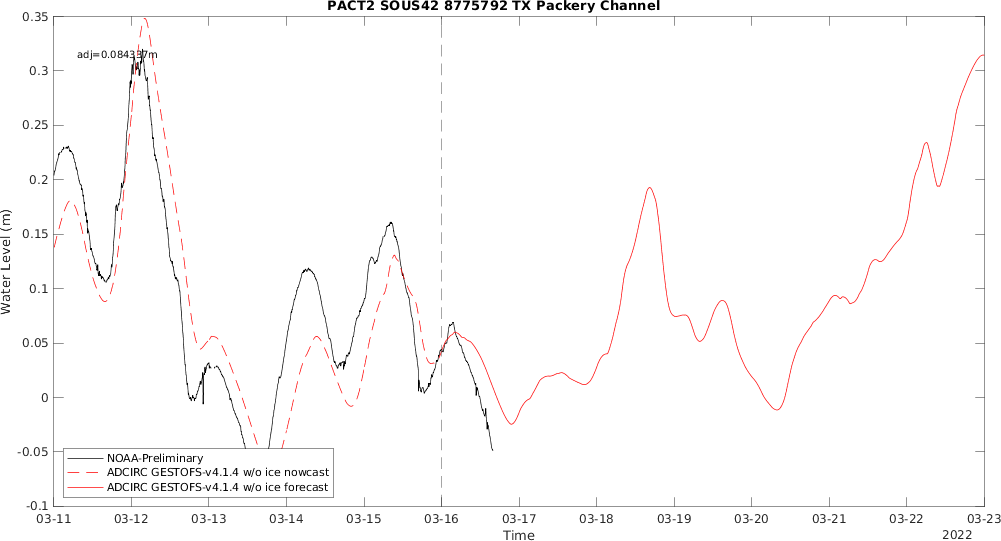 PACT2 SOUS42 8775792 TX Packery Channel
0.35
0.3
0.25
0.2
0.15
0.1
0.05
0
-0.05
-0.1
Water Level (m)
adj=0.084337m
NOAA-Preliminary
ADCIRC GESTOFS-v4.1.4 w/o ice nowcast
ADCIRC GESTOFS-v4.1.4 w/o ice forecast
03-11 03-12 03-13 03-14 03-15 03-16 03-17 03-18 03-19 03-20 03-21 03-22 03-23
Time
2022